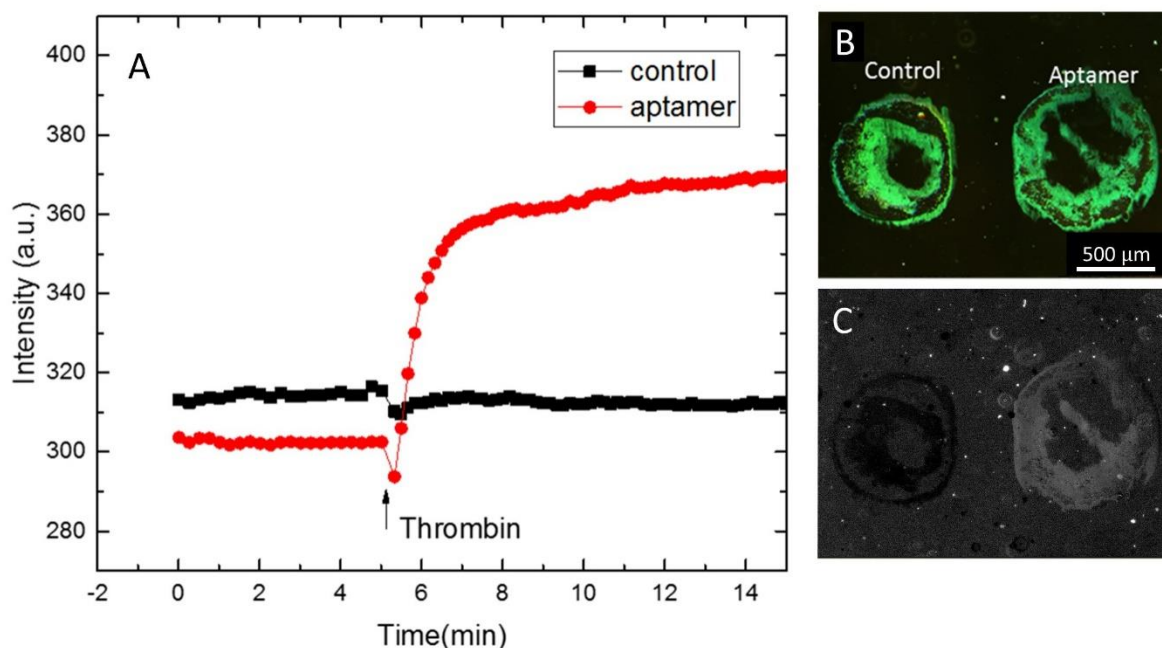 A
control
aptamer
400
380
360
340
320
300
280
Intensity (a.u.)
Thrombin
-2 0 2 4 6 8 10 12 14
Time(min)
B
Control Aptamer
500 µm
C